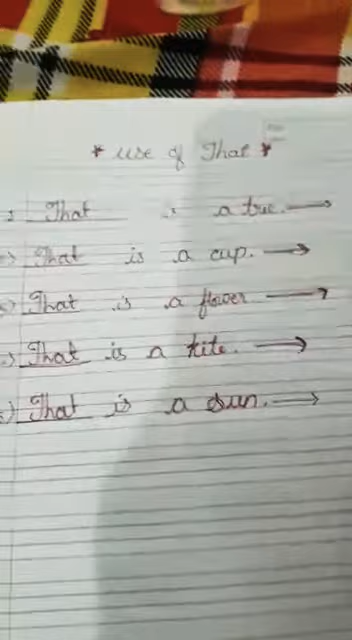 * use of That *
That is a tree. →
That is a cup. →
That is a flower →
That is a kite. →
That is a sun. →